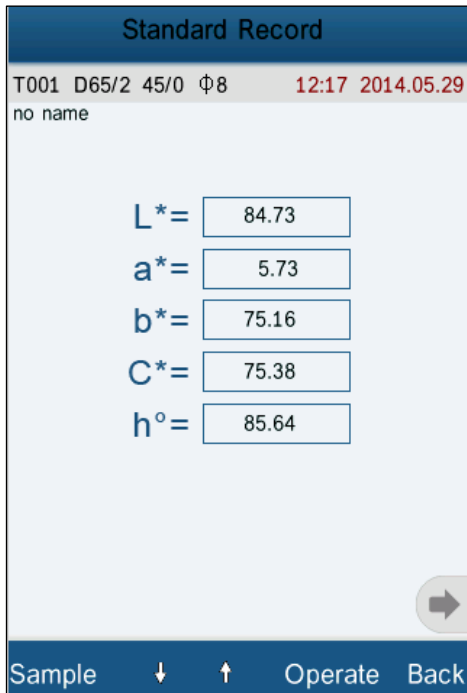 Standard Record
T001 D65/2 45/0 Φ8 12:17 2014.05.29
no name
L*= 84.73
a*= 5.73
b*= 75.16
C*= 75.38
h°= 85.64
Sample ↓ ↑ Operate Back